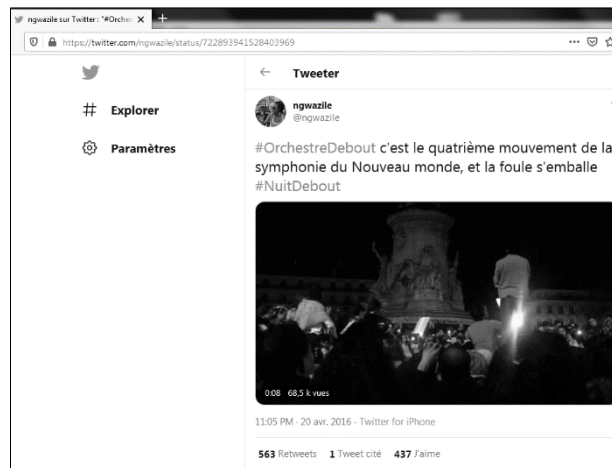 ngwazile sur Twitter : "#Orches
https://twitter.com/ngwazile/status/722893941528403969
Tweeter
Explorer
Paramètres
ngwazile
@ngwazile
#OrchestreDebout c'est le quatrième mouvement de la
symphonie du Nouveau monde, et la foule s'emballe
#NuitDebout
0:08 68,5 k vues
11:05 PM · 20 avr. 2016 · Twitter for iPhone
563 Retweets 1 Tweet cité 437 J'aime